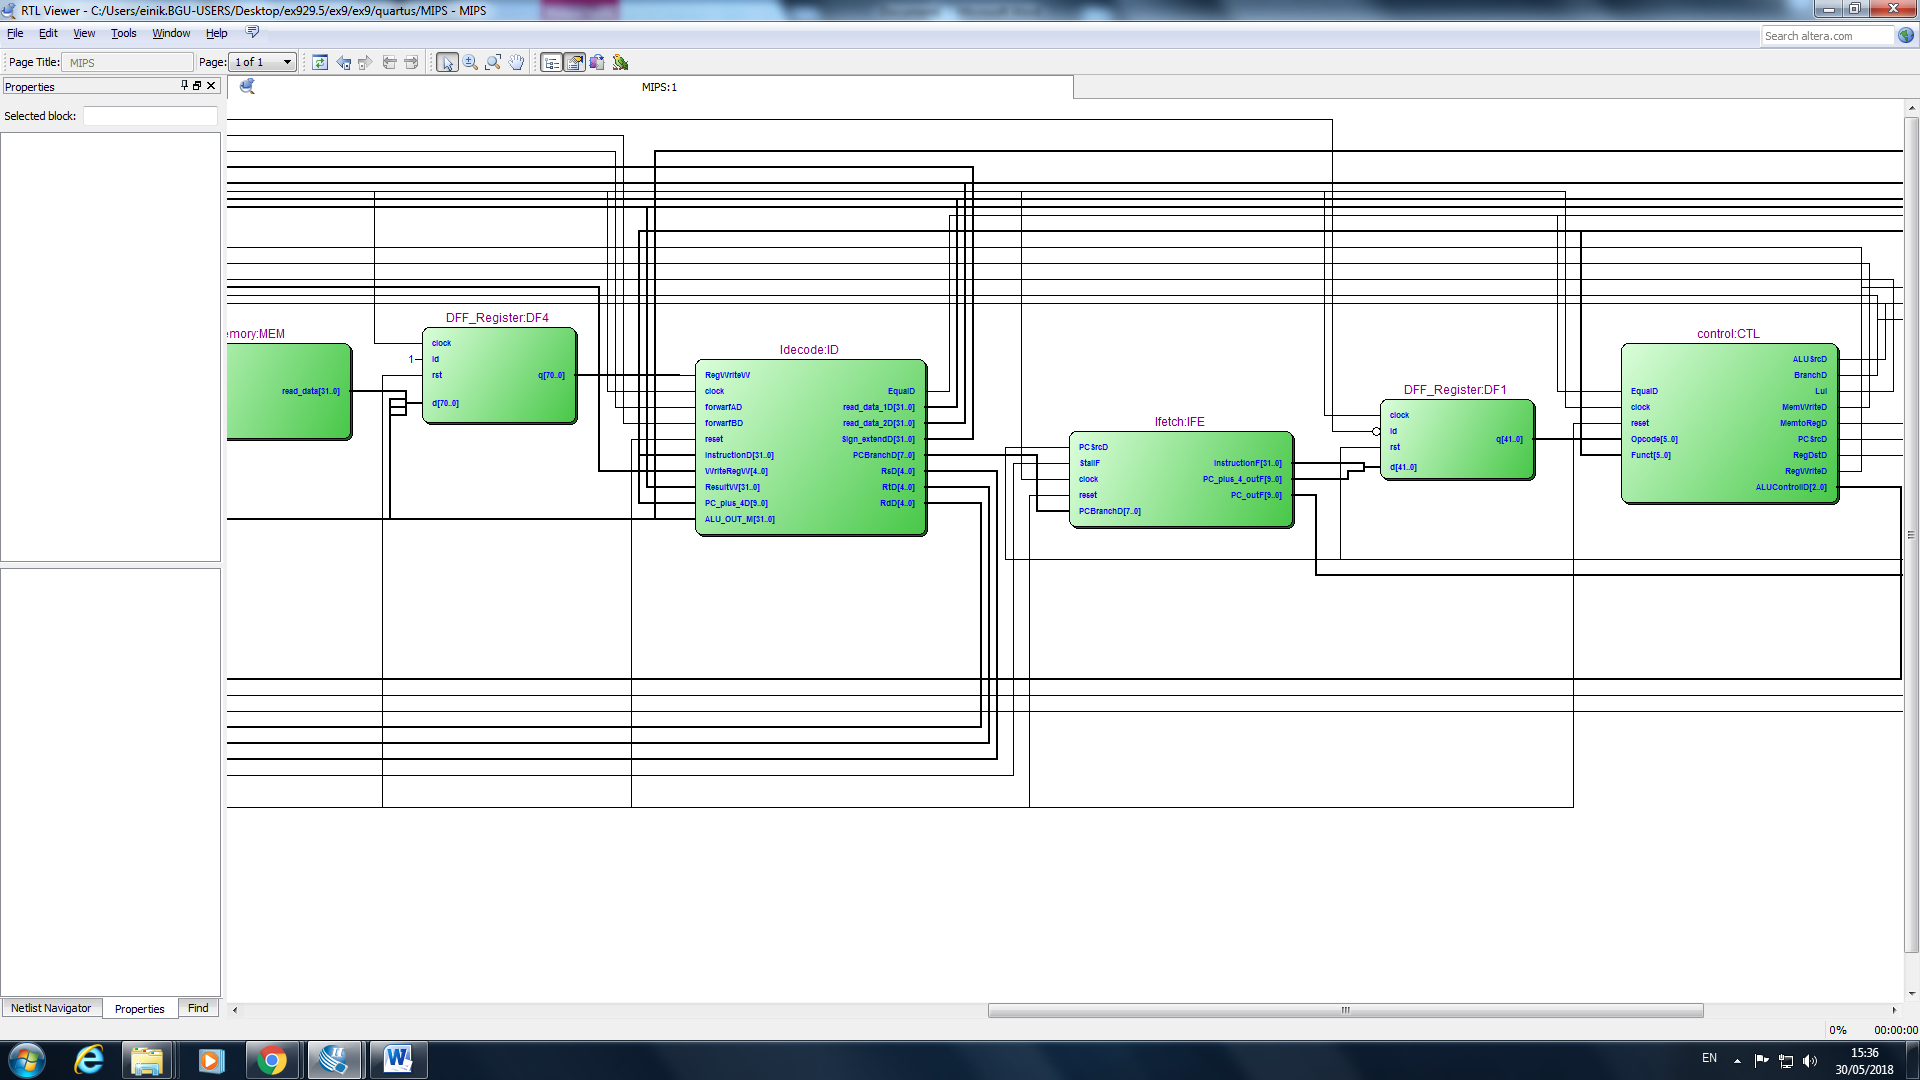 RTL Viewer - C:/Users/einik.BGU-USERS/Desktop/ex929.5/ex9/ex9/quartus/MIPS - MIPS
File Edit View Tools Window Help
Search altera.com
Page Title: MIPS Page: 1 of 1
Properties
MIPS:1
Selected block:
emory:MEM
read_data[31..0]
DFF_Register:DF4
clock
1
ld
rst
q[70..0]
d[70..0]
Idecode:ID
RegWriteW
clock
EqualD
forwarfAD
read_data_1D[31..0]
forwarfBD
read_data_2D[31..0]
reset
Sign_extendD[31..0]
InstructionD[31..0]
PCBranchD[7..0]
WriteRegW[4..0]
RsD[4..0]
ResultW[31..0]
RtD[4..0]
PC_plus_4D[9..0]
RdD[4..0]
ALU_OUT_M[31..0]
Ifetch:IFE
PCSrcD
StallF
InstructionF[31..0]
clock
PC_plus_4_outF[9..0]
reset
PC_outF[9..0]
PCBranchD[7..0]
DFF_Register:DF1
clock
ld
q[41..0]
rst
d[41..0]
control:CTL
ALUSrcD
BranchD
EqualD
LuI
clock
MemWriteD
reset
MemtoRegD
Opcode[5..0]
PCSrcD
Funct[5..0]
RegDstD
RegWriteD
ALUControlD[2..0]
Netlist Navigator Properties Find
0% 00:00:00
EN
15:36
30/05/2018